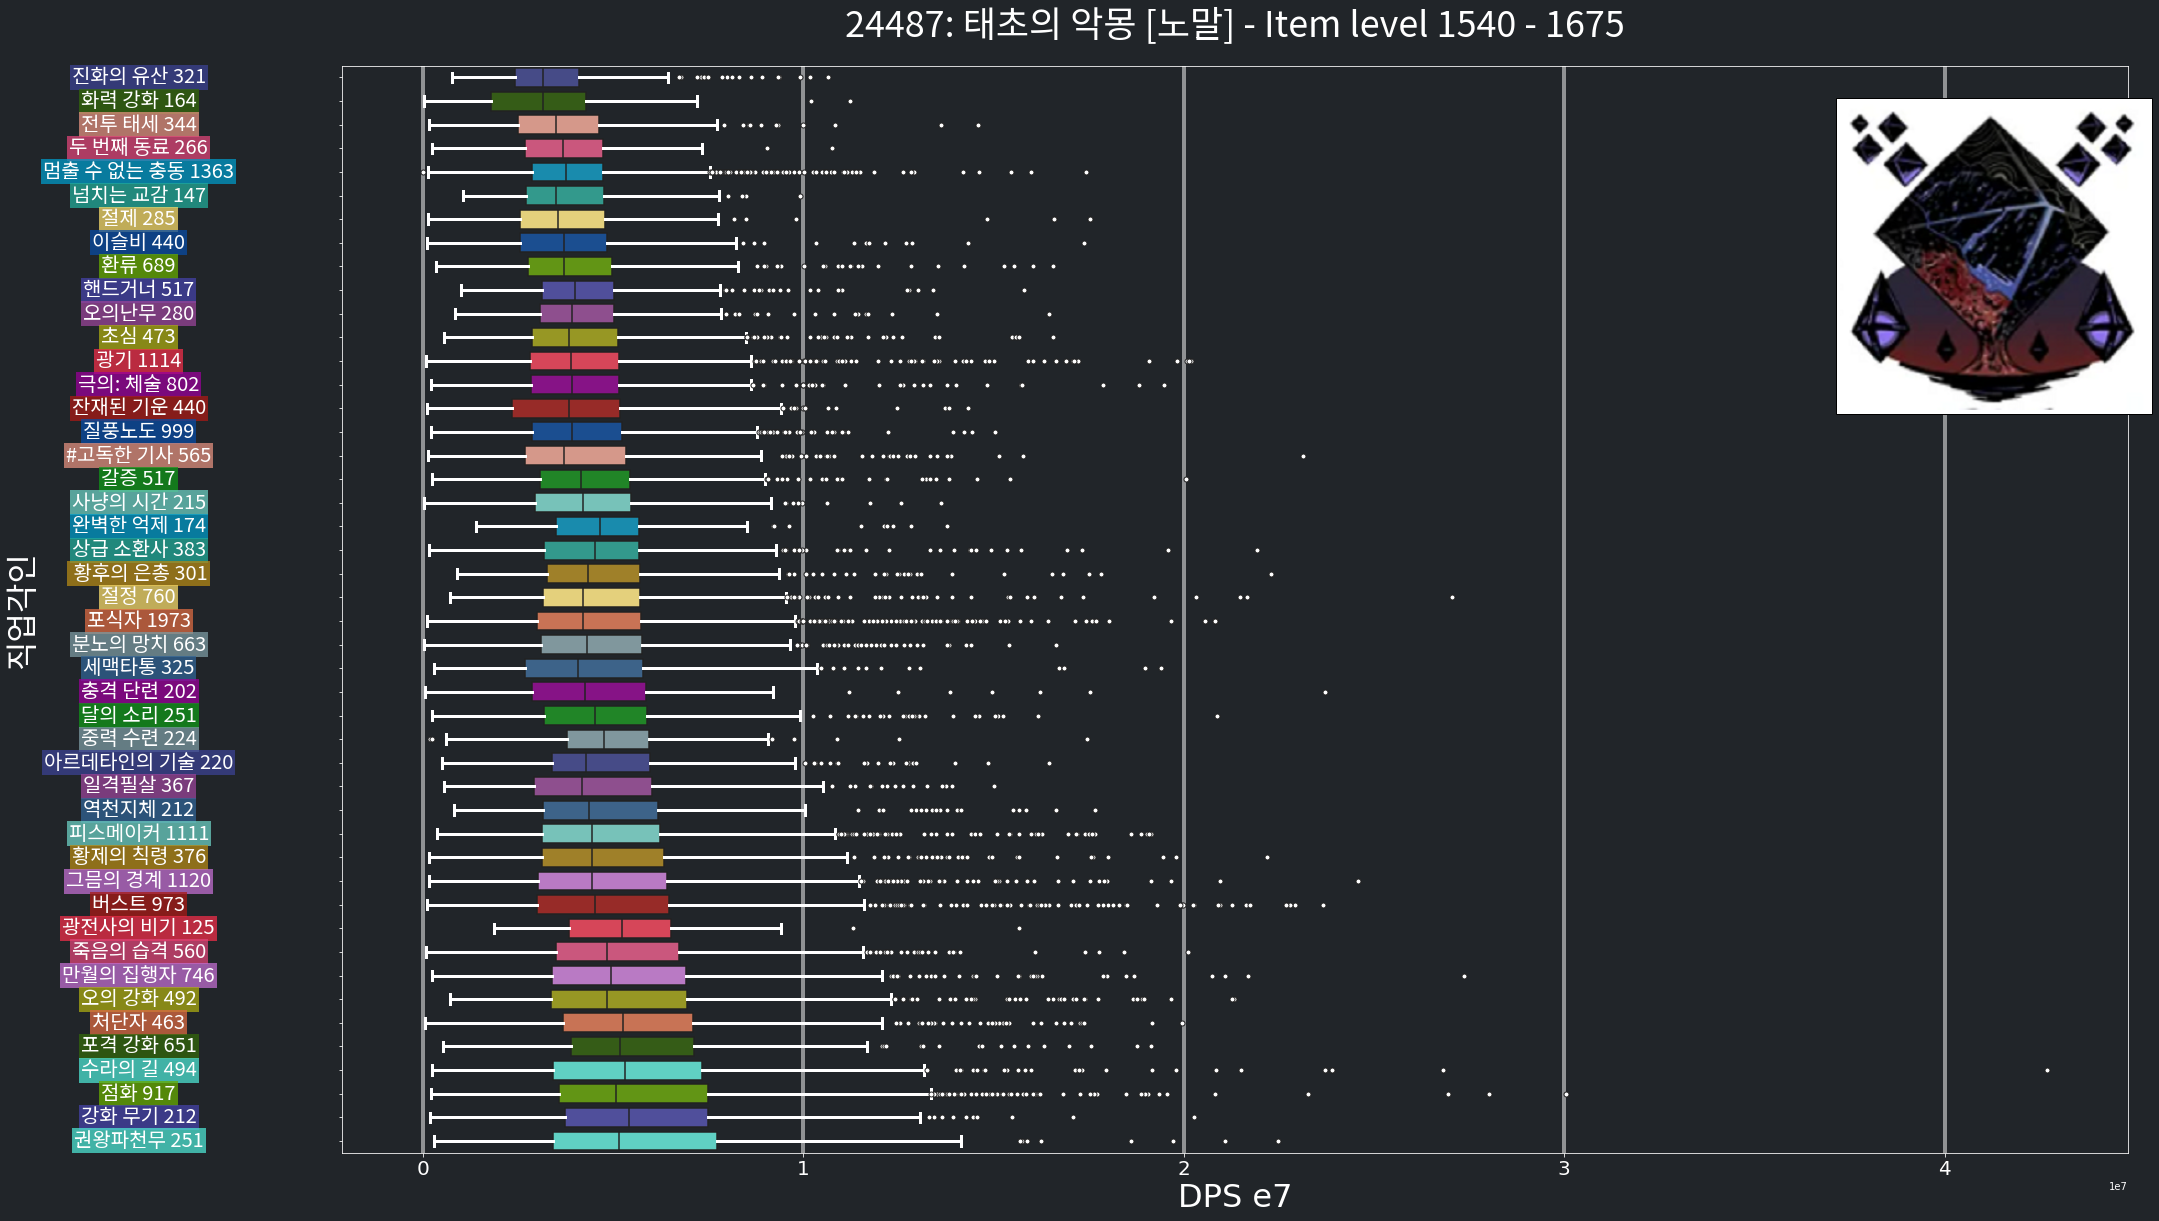 24487: 태초의 악몽 [노말] - Item level 1540 - 1675
진화의 유산 321
화력 강화 164
전투 태세 344
두 번째 동료 266
멈출 수 없는 충동 1363
넘치는 교감 147
절제 285
이슬비 440
환류 689
핸드거너 517
오의난무 280
초심 473
광기 1114
극의: 체술 802
잔재된 기운 440
질풍노도 999
#고독한 기사 565
갈증 517
사냥의 시간 215
완벽한 억제 174
상급 소환사 383
황후의 은총 301
절정 760
포식자 1973
분노의 망치 663
세맥타통 325
충격 단련 202
달의 소리 251
중력 수련 224
아르데타인의 기술 220
일격필살 367
역천지체 212
피스메이커 1111
황제의 칙령 376
그믐의 경계 1120
버스트 973
광전사의 비기 125
죽음의 습격 560
만월의 집행자 746
오의 강화 492
처단자 463
포격 강화 651
수라의 길 494
점화 917
강화 무기 212
권왕파천무 251
직업각인
0 1 2 3 4
DPS e7
1e7